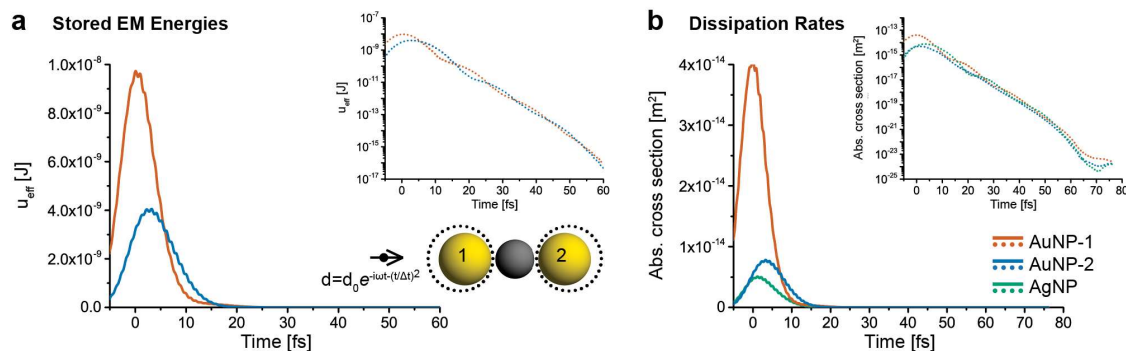 a Stored EM Energies
u_eff [J]
1.0x10⁻⁸
8.0x10⁻⁹
6.0x10⁻⁹
4.0x10⁻⁹
2.0x10⁻⁹
0.0
0 10 20 30 40 50 60
Time [fs]
u_eff [J]
10⁻⁷
10⁻⁹
10⁻¹¹
10⁻¹³
10⁻¹⁵
10⁻¹⁷
0 10 20 30 40 50 60
Time [fs]
1 2
d=d₀e^-iωt-(t/Δt)²
b Dissipation Rates
Abs. cross section [m²]
4x10⁻¹⁴
3x10⁻¹⁴
2x10⁻¹⁴
1x10⁻¹⁴
0
0 10 20 30 40 50 60 70 80
Time [fs]
Abs. cross section [m²]
10⁻¹³
10⁻¹⁵
10⁻¹⁷
10⁻¹⁹
10⁻²¹
10⁻²³
10⁻²⁵
0 10 20 30 40 50 60 70 80
Time [fs]
AuNP-1
AuNP-2
AgNP